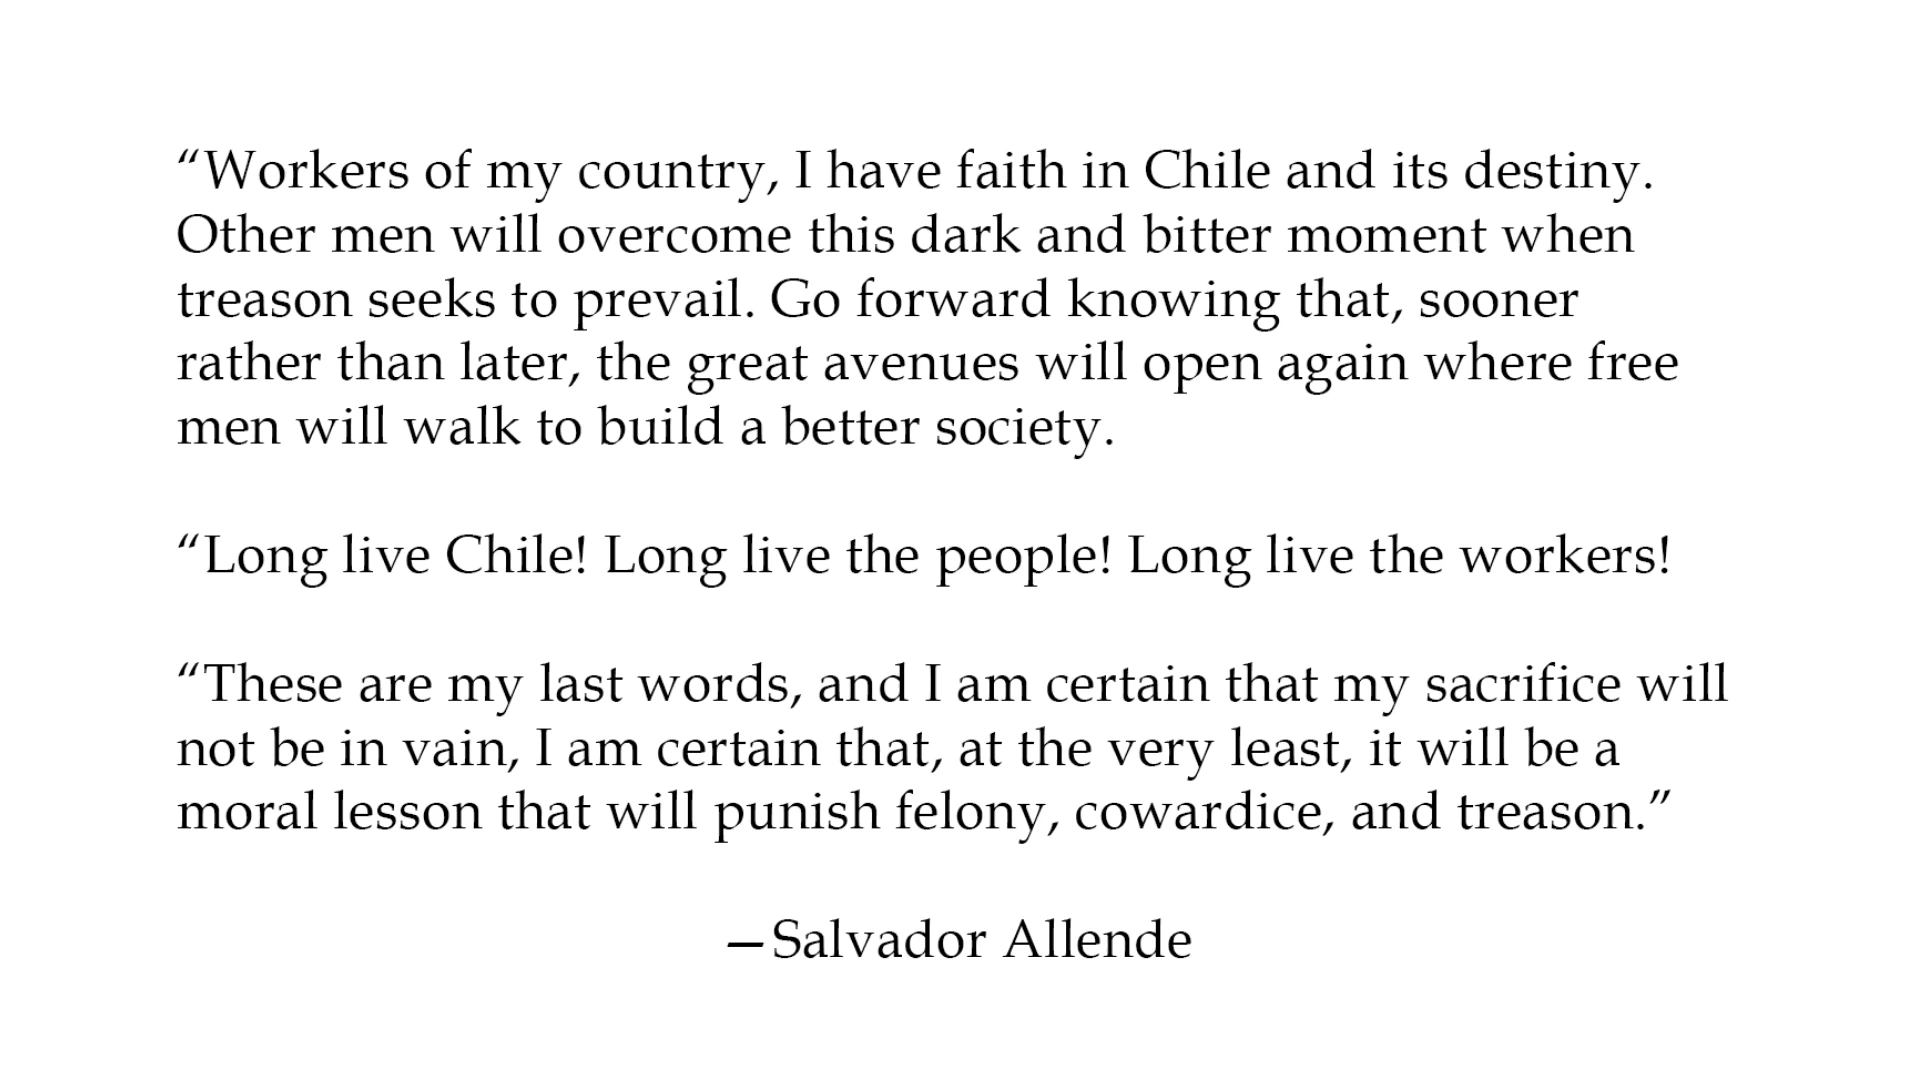 “Workers of my country, I have faith in Chile and its destiny.
Other men will overcome this dark and bitter moment when
treason seeks to prevail. Go forward knowing that, sooner
rather than later, the great avenues will open again where free
men will walk to build a better society.
“Long live Chile! Long live the people! Long live the workers!
“These are my last words, and I am certain that my sacrifice will
not be in vain, I am certain that, at the very least, it will be a
moral lesson that will punish felony, cowardice, and treason.”
—Salvador Allende